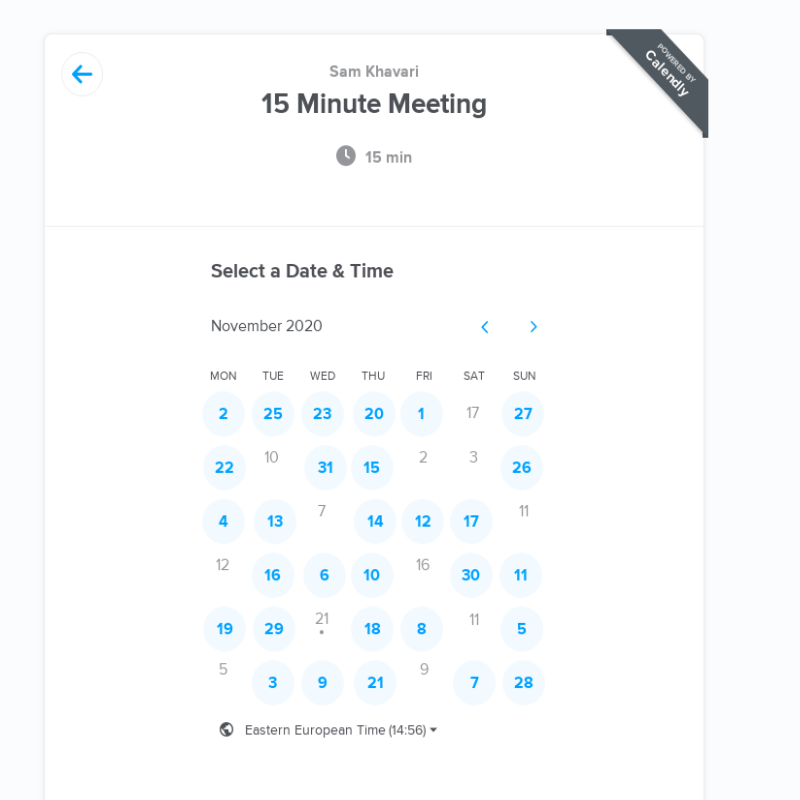 Sam Khavari
15 Minute Meeting
15 min
POWERED BY
Calendly
Select a Date & Time
November 2020
MON TUE WED THU FRI SAT SUN
2 25 23 20 1 17 27
22 10 31 15 2 3 26
4 13 7 14 12 17 11
12 16 6 10 16 30 11
19 29 21 18 8 11 5
5 3 9 21 9 7 28
Eastern European Time (14:56)